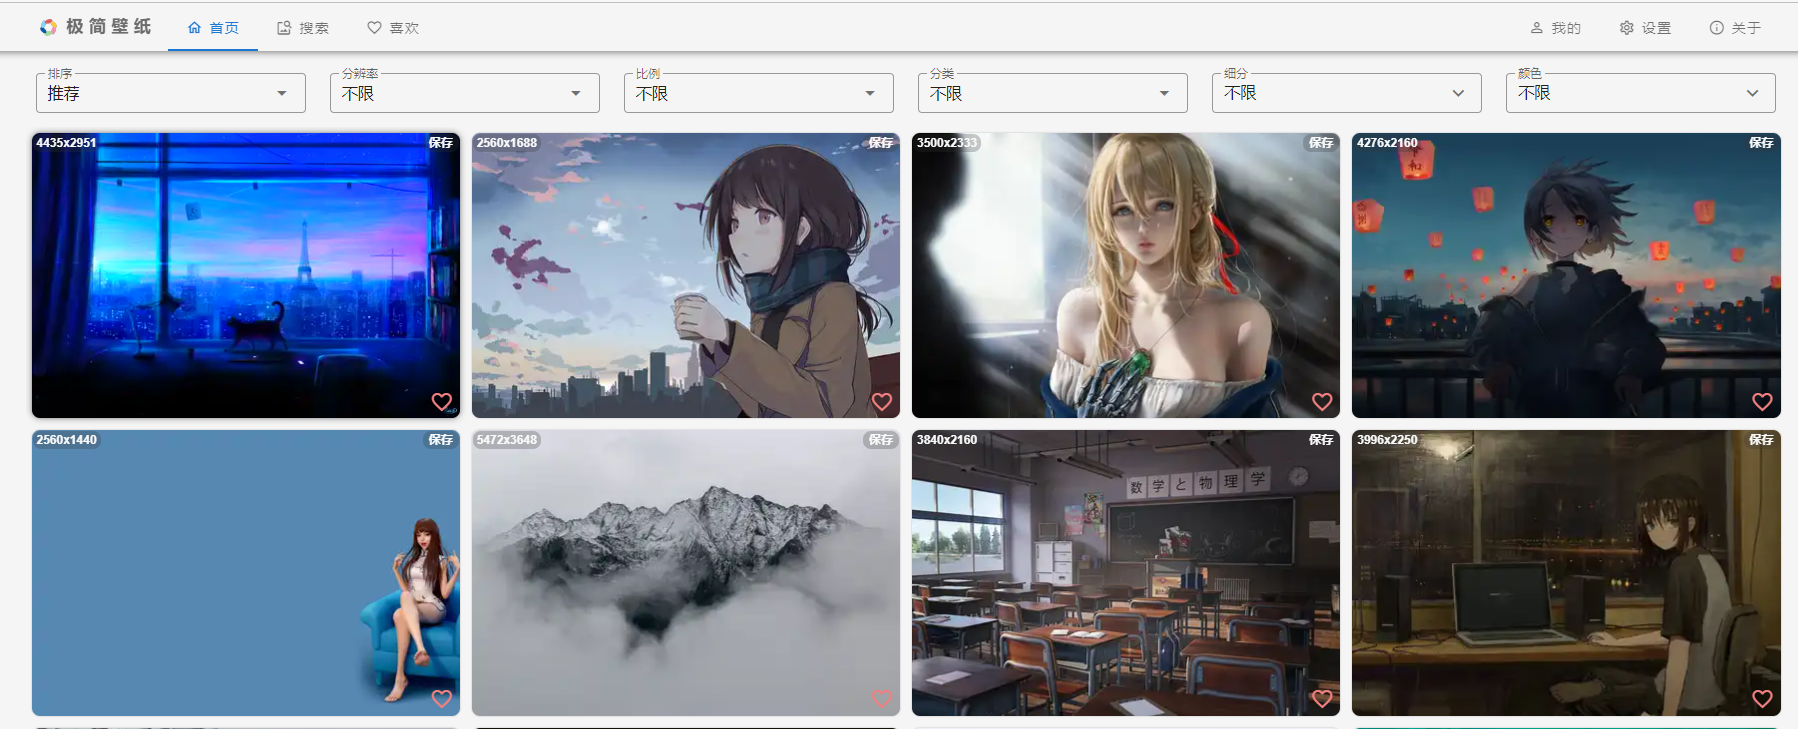 极简壁纸
首页
搜索
喜欢
我的
设置
关于
排序
推荐
分辨率
不限
比例
不限
分类
不限
细分
不限
颜色
不限
4435x2951
保存
2560x1688
保存
3500x2333
保存
4276x2160
保存
2560x1440
保存
5472x3648
保存
3840x2160
保存
数学と物理学
3996x2250
保存